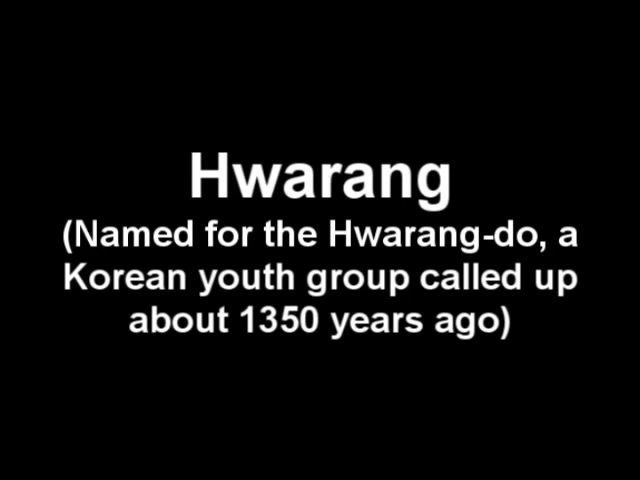 Hwarang
(Named for the Hwarang-do, a
Korean youth group called up
about 1350 years ago)